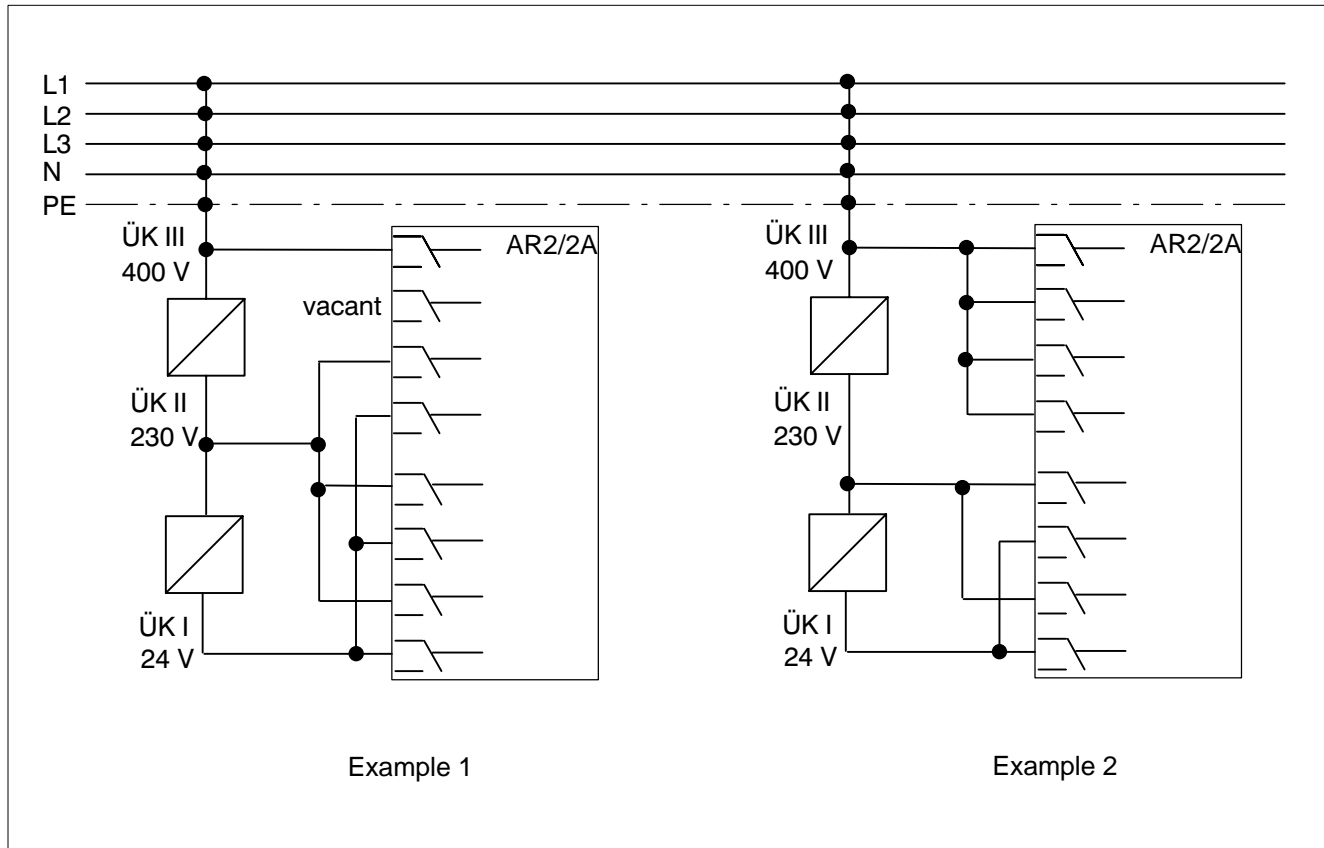 L1
L2
L3
N
PE
ÜK III
400 V
AR2/2A
vacant
ÜK II
230 V
ÜK I
24 V
Example 1
ÜK III
400 V
AR2/2A
ÜK II
230 V
ÜK I
24 V
Example 2